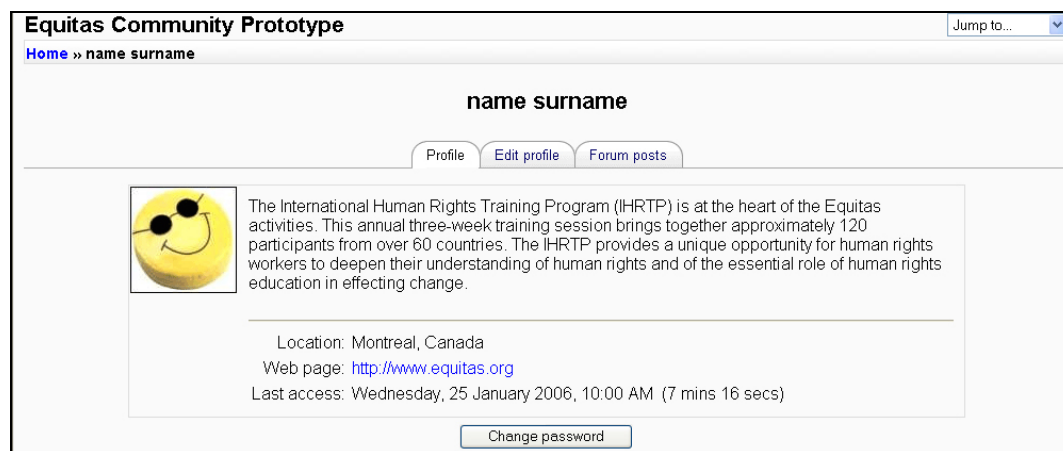 Equitas Community Prototype
Jump to...
Home » name surname
name surname
Profile
Edit profile
Forum posts
The International Human Rights Training Program (IHRTP) is at the heart of the Equitas
activities. This annual three-week training session brings together approximately 120
participants from over 60 countries. The IHRTP provides a unique opportunity for human rights
workers to deepen their understanding of human rights and of the essential role of human rights
education in effecting change.
Location: Montreal, Canada
Web page: http://www.equitas.org
Last access: Wednesday, 25 January 2006, 10:00 AM (7 mins 16 secs)
Change password